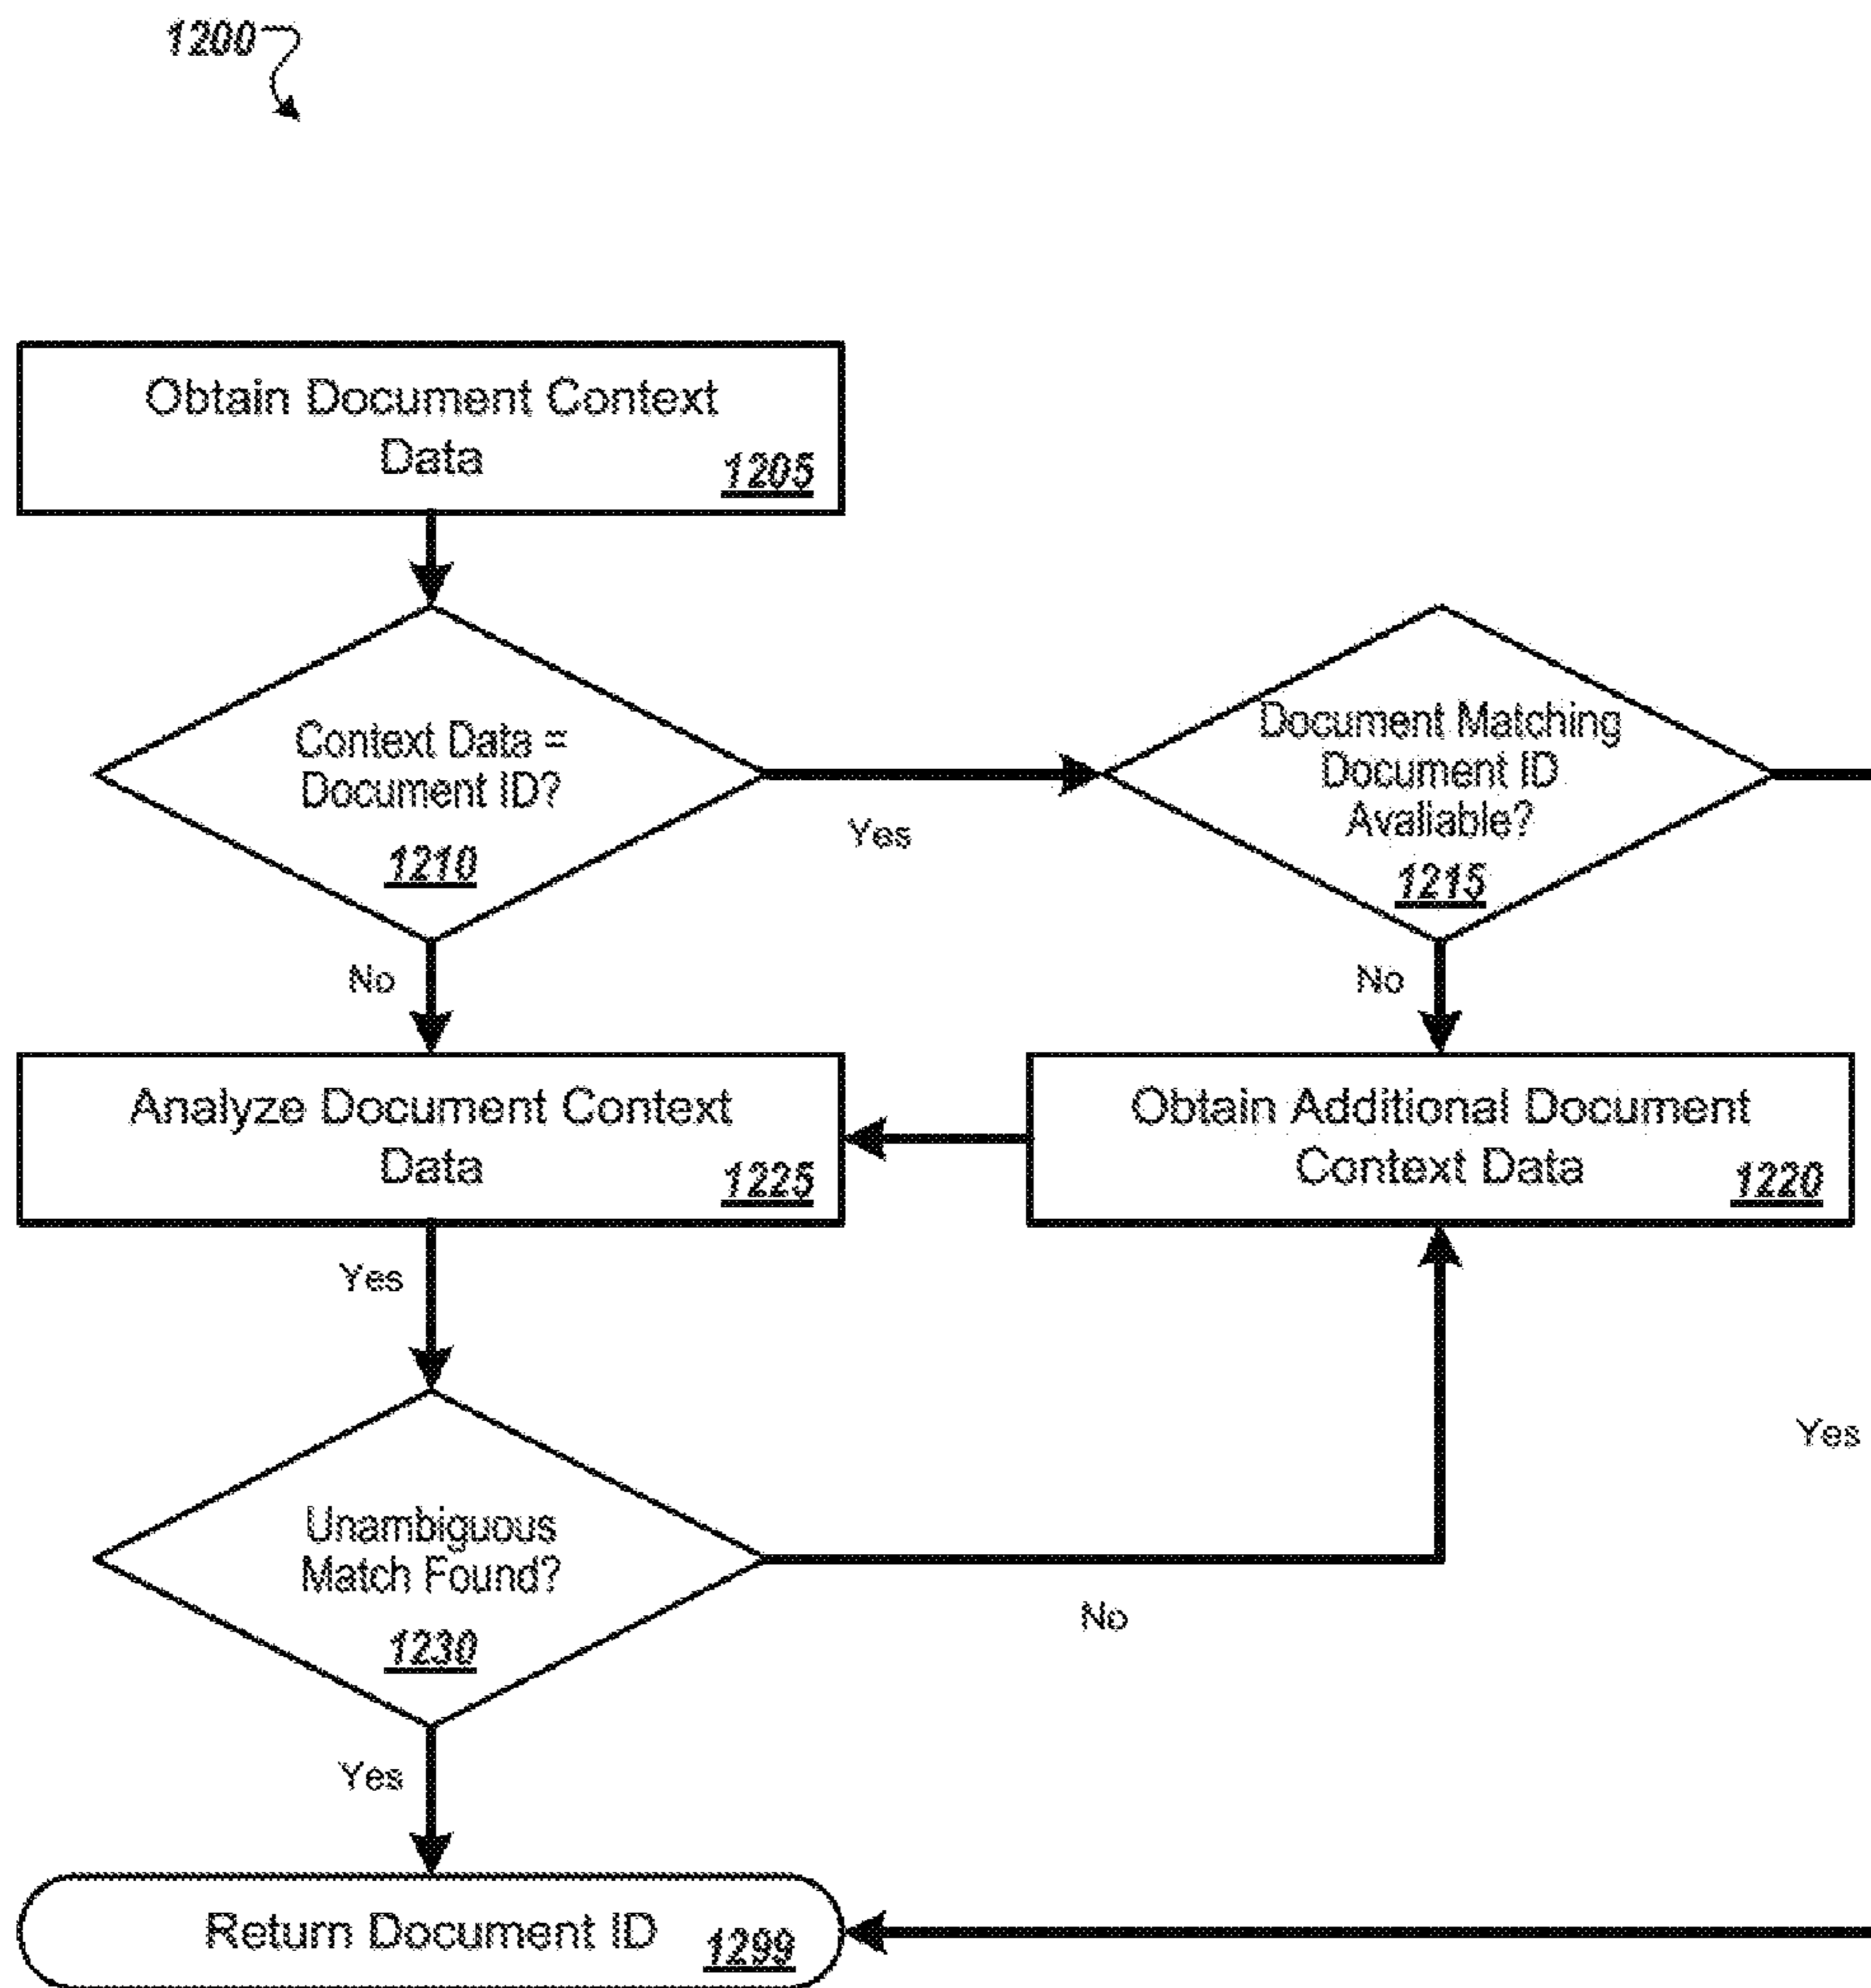 1200
Obtain Document Context
Data
1205
Context Data =
Document ID?
1210
Yes
Document Matching
Document ID
Avaliable?
1215
No
No
Analyze Document Context
Data
1225
Obtain Additional Document
Context Data
1220
Yes
Yes
Unambiguous
Match Found?
1230
No
Yes
Return Document ID
1299